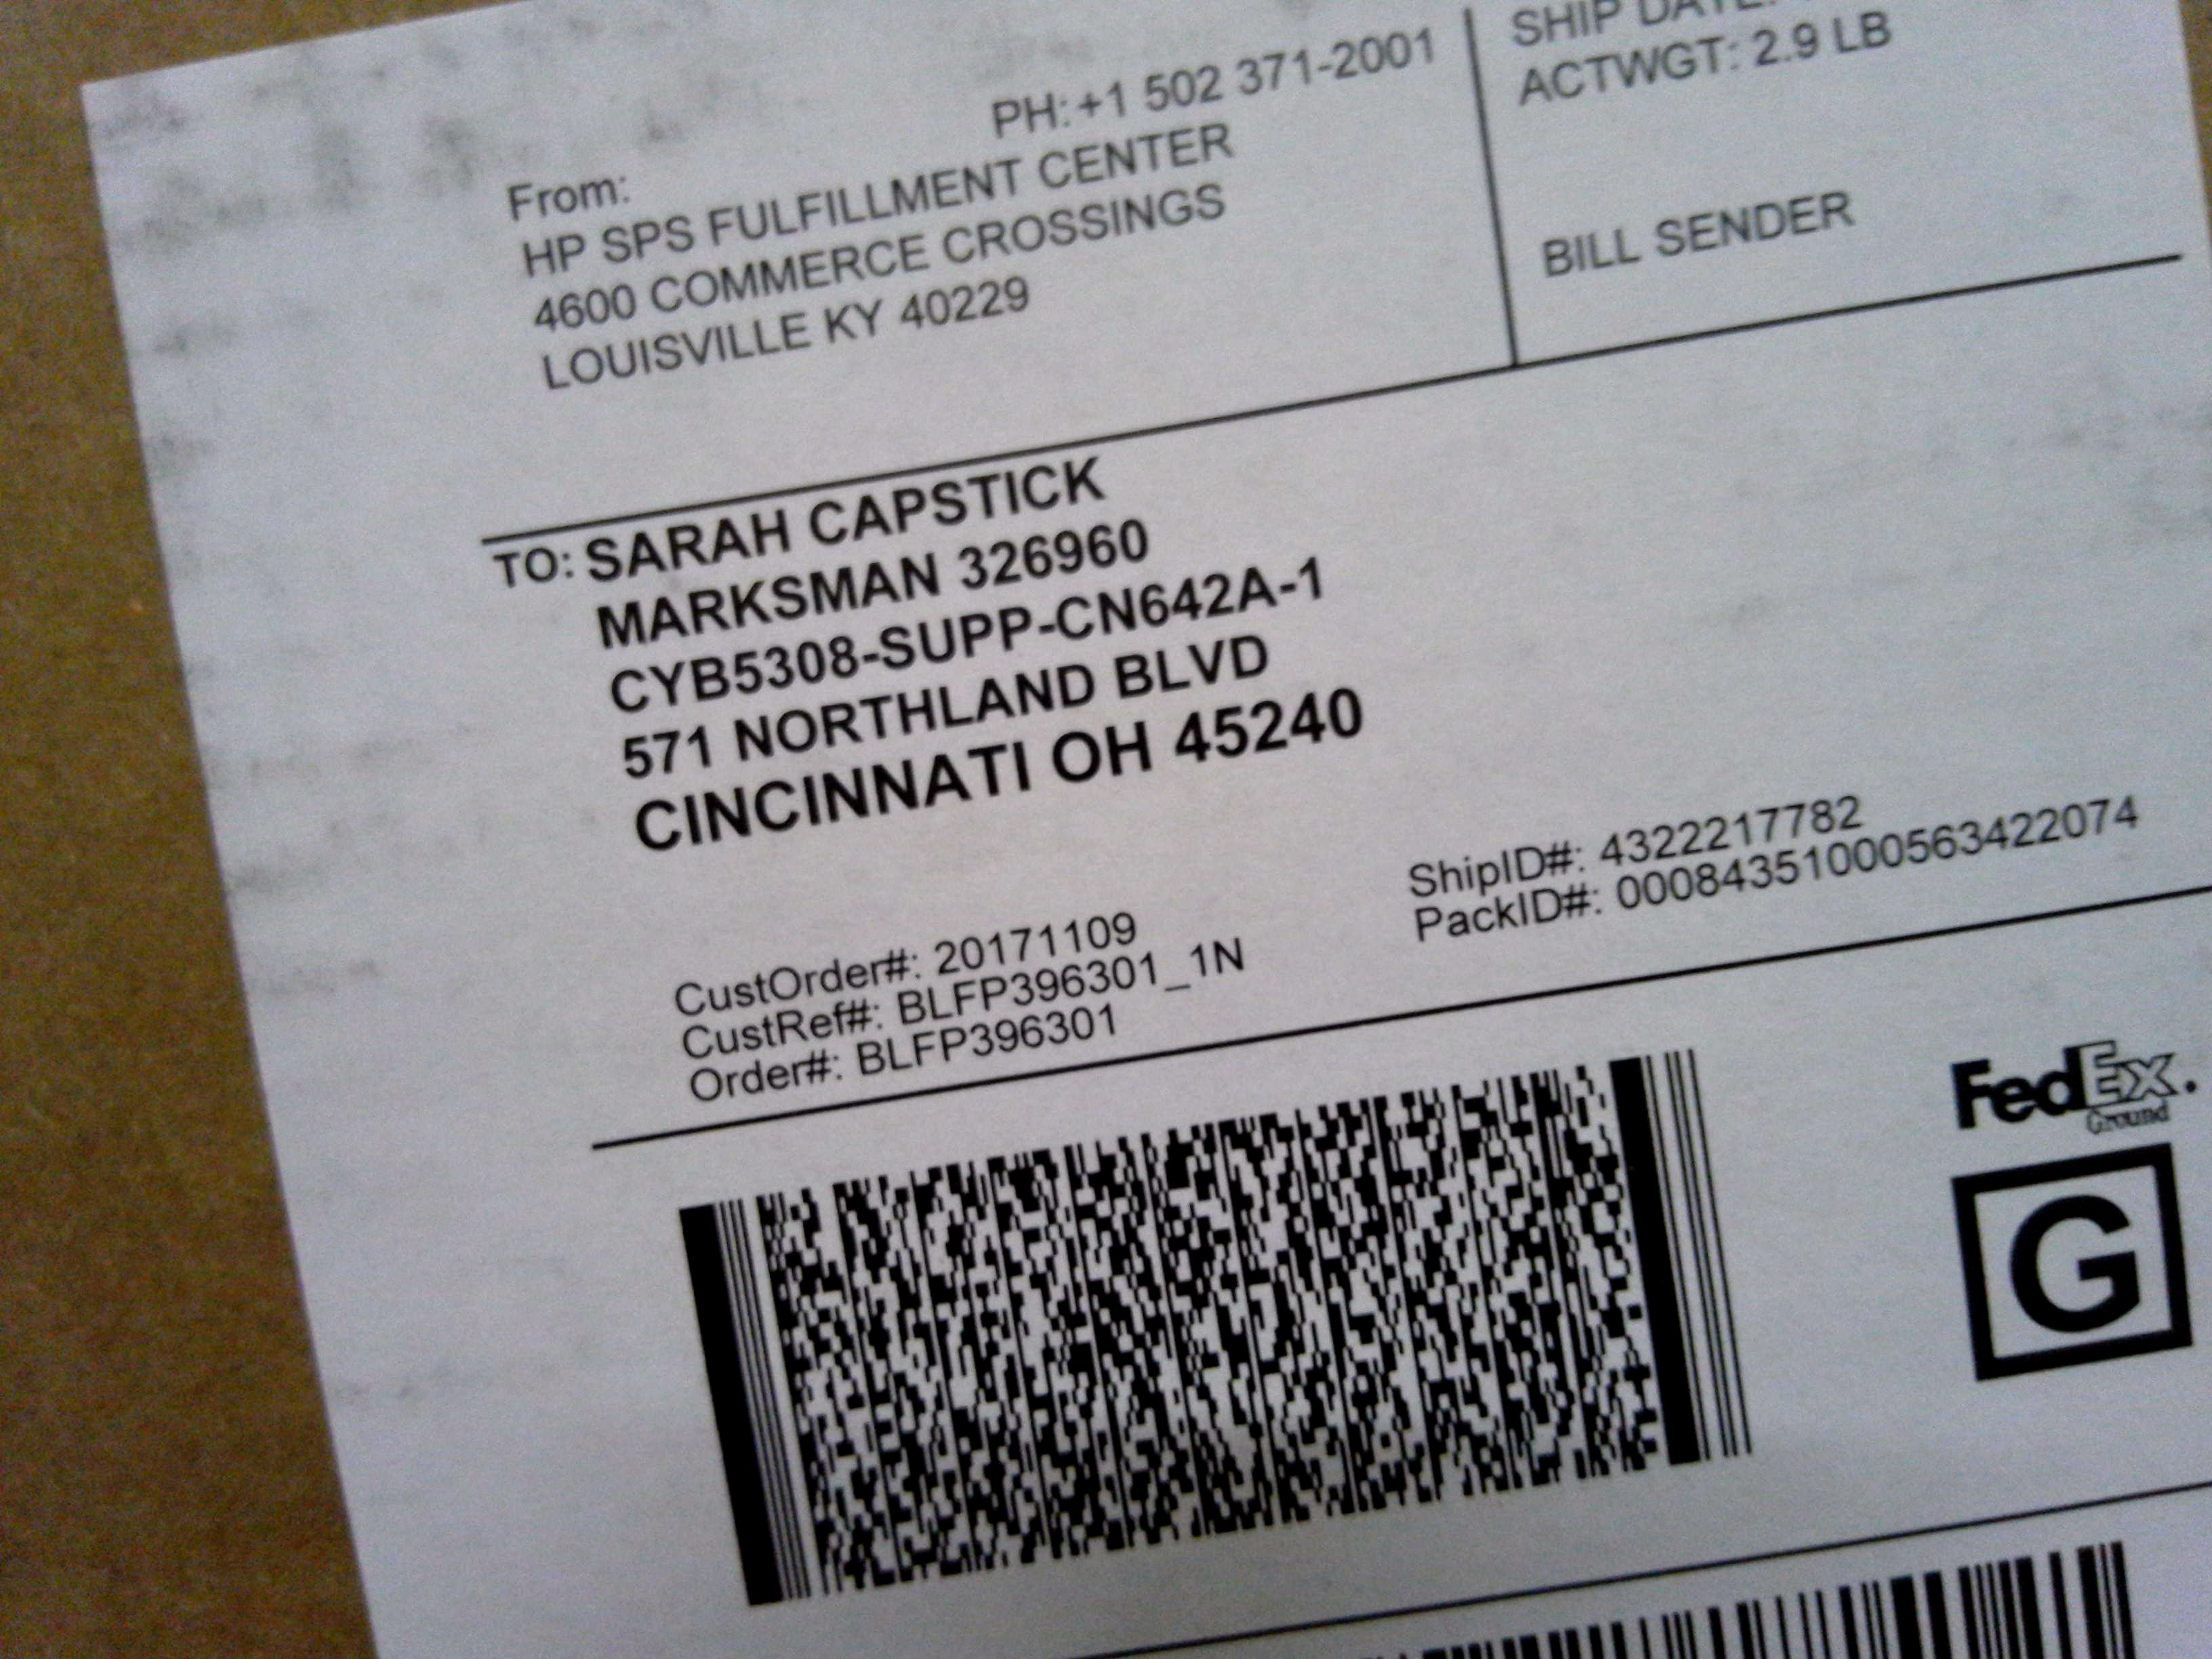 PH: +1 502 371-2001
From:
HP SPS FULFILLMENT CENTER
4600 COMMERCE CROSSINGS
LOUISVILLE KY 40229
SHIP DATE:
ACTWGT: 2.9 LB
BILL SENDER
TO: SARAH CAPSTICK
MARKSMAN 326960
CYB5308-SUPP-CN642A-1
571 NORTHLAND BLVD
CINCINNATI OH 45240
ShipID#: 4322217782
PackID#: 00084351000563422074
CustOrder#: 20171109
CustRef#: BLFP396301_1N
Order#: BLFP396301
FedEx.
Ground
G